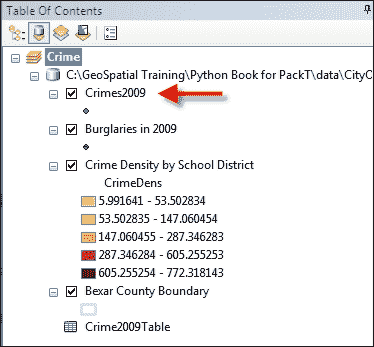 Table Of Contents
Crime
C:\GeoSpatial Training\Python Book for PackT\data\CityC
Crimes2009
Burglaries in 2009
Crime Density by School District
CrimeDens
5.991641 - 53.502834
53.502835 - 147.060454
147.060455 - 287.346283
287.346284 - 605.255253
605.255254 - 772.318143
Bexar County Boundary
Crime2009Table